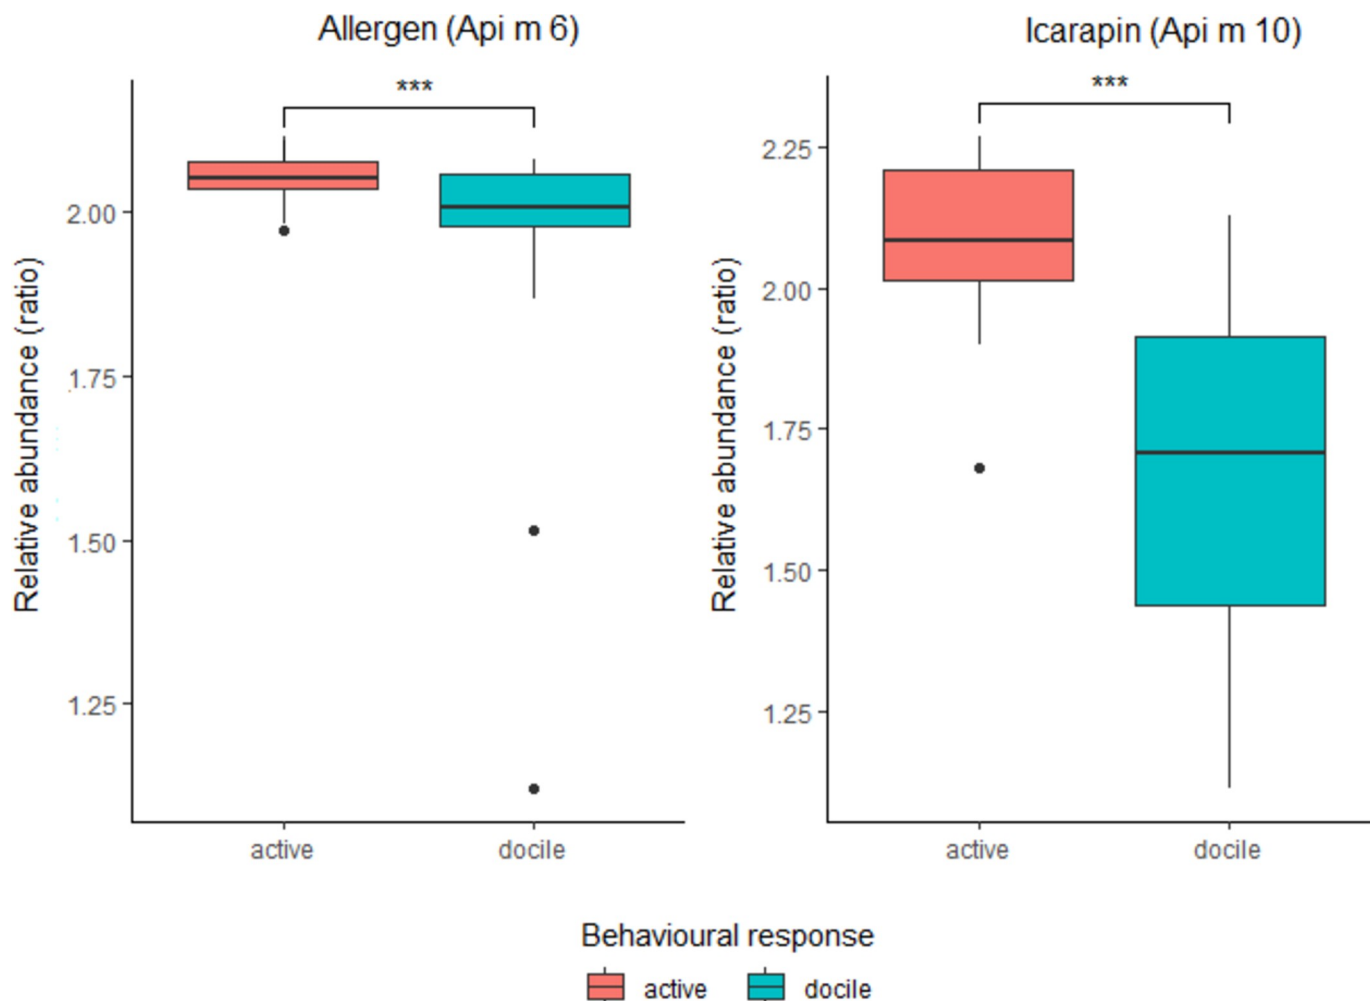 Allergen (Api m 6)
***
Relative abundance (ratio)
2.00
1.75
1.50
1.25
active
docile
Icarapin (Api m 10)
***
Relative abundance (ratio)
2.25
2.00
1.75
1.50
1.25
active
docile
Behavioural response
active
docile